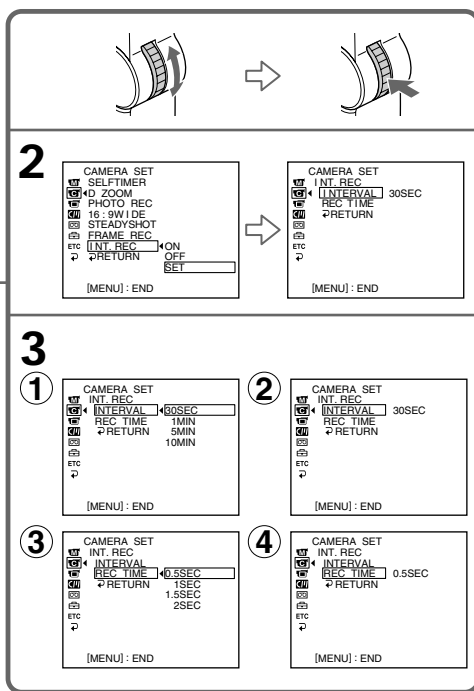 2
CAMERA SET
SELFTIMER
D ZOOM
PHOTO REC
16 : 9WIDE
STEADYSHOT
FRAME REC
INT. REC ON
RETURN OFF
SET
ETC
[MENU] : END
CAMERA SET
INT. REC
INTERVAL 30SEC
REC TIME
RETURN
ETC
[MENU] : END
3
1
CAMERA SET
INT. REC
INTERVAL 30SEC
REC TIME 1MIN
RETURN 5MIN
10MIN
ETC
[MENU] : END
2
CAMERA SET
INT. REC
INTERVAL 30SEC
REC TIME
RETURN
ETC
[MENU] : END
3
CAMERA SET
INT. REC
INTERVAL
REC TIME 0.5SEC
RETURN 1SEC
1.5SEC
2SEC
ETC
[MENU] : END
4
CAMERA SET
INT. REC
INTERVAL
REC TIME 0.5SEC
RETURN
ETC
[MENU] : END